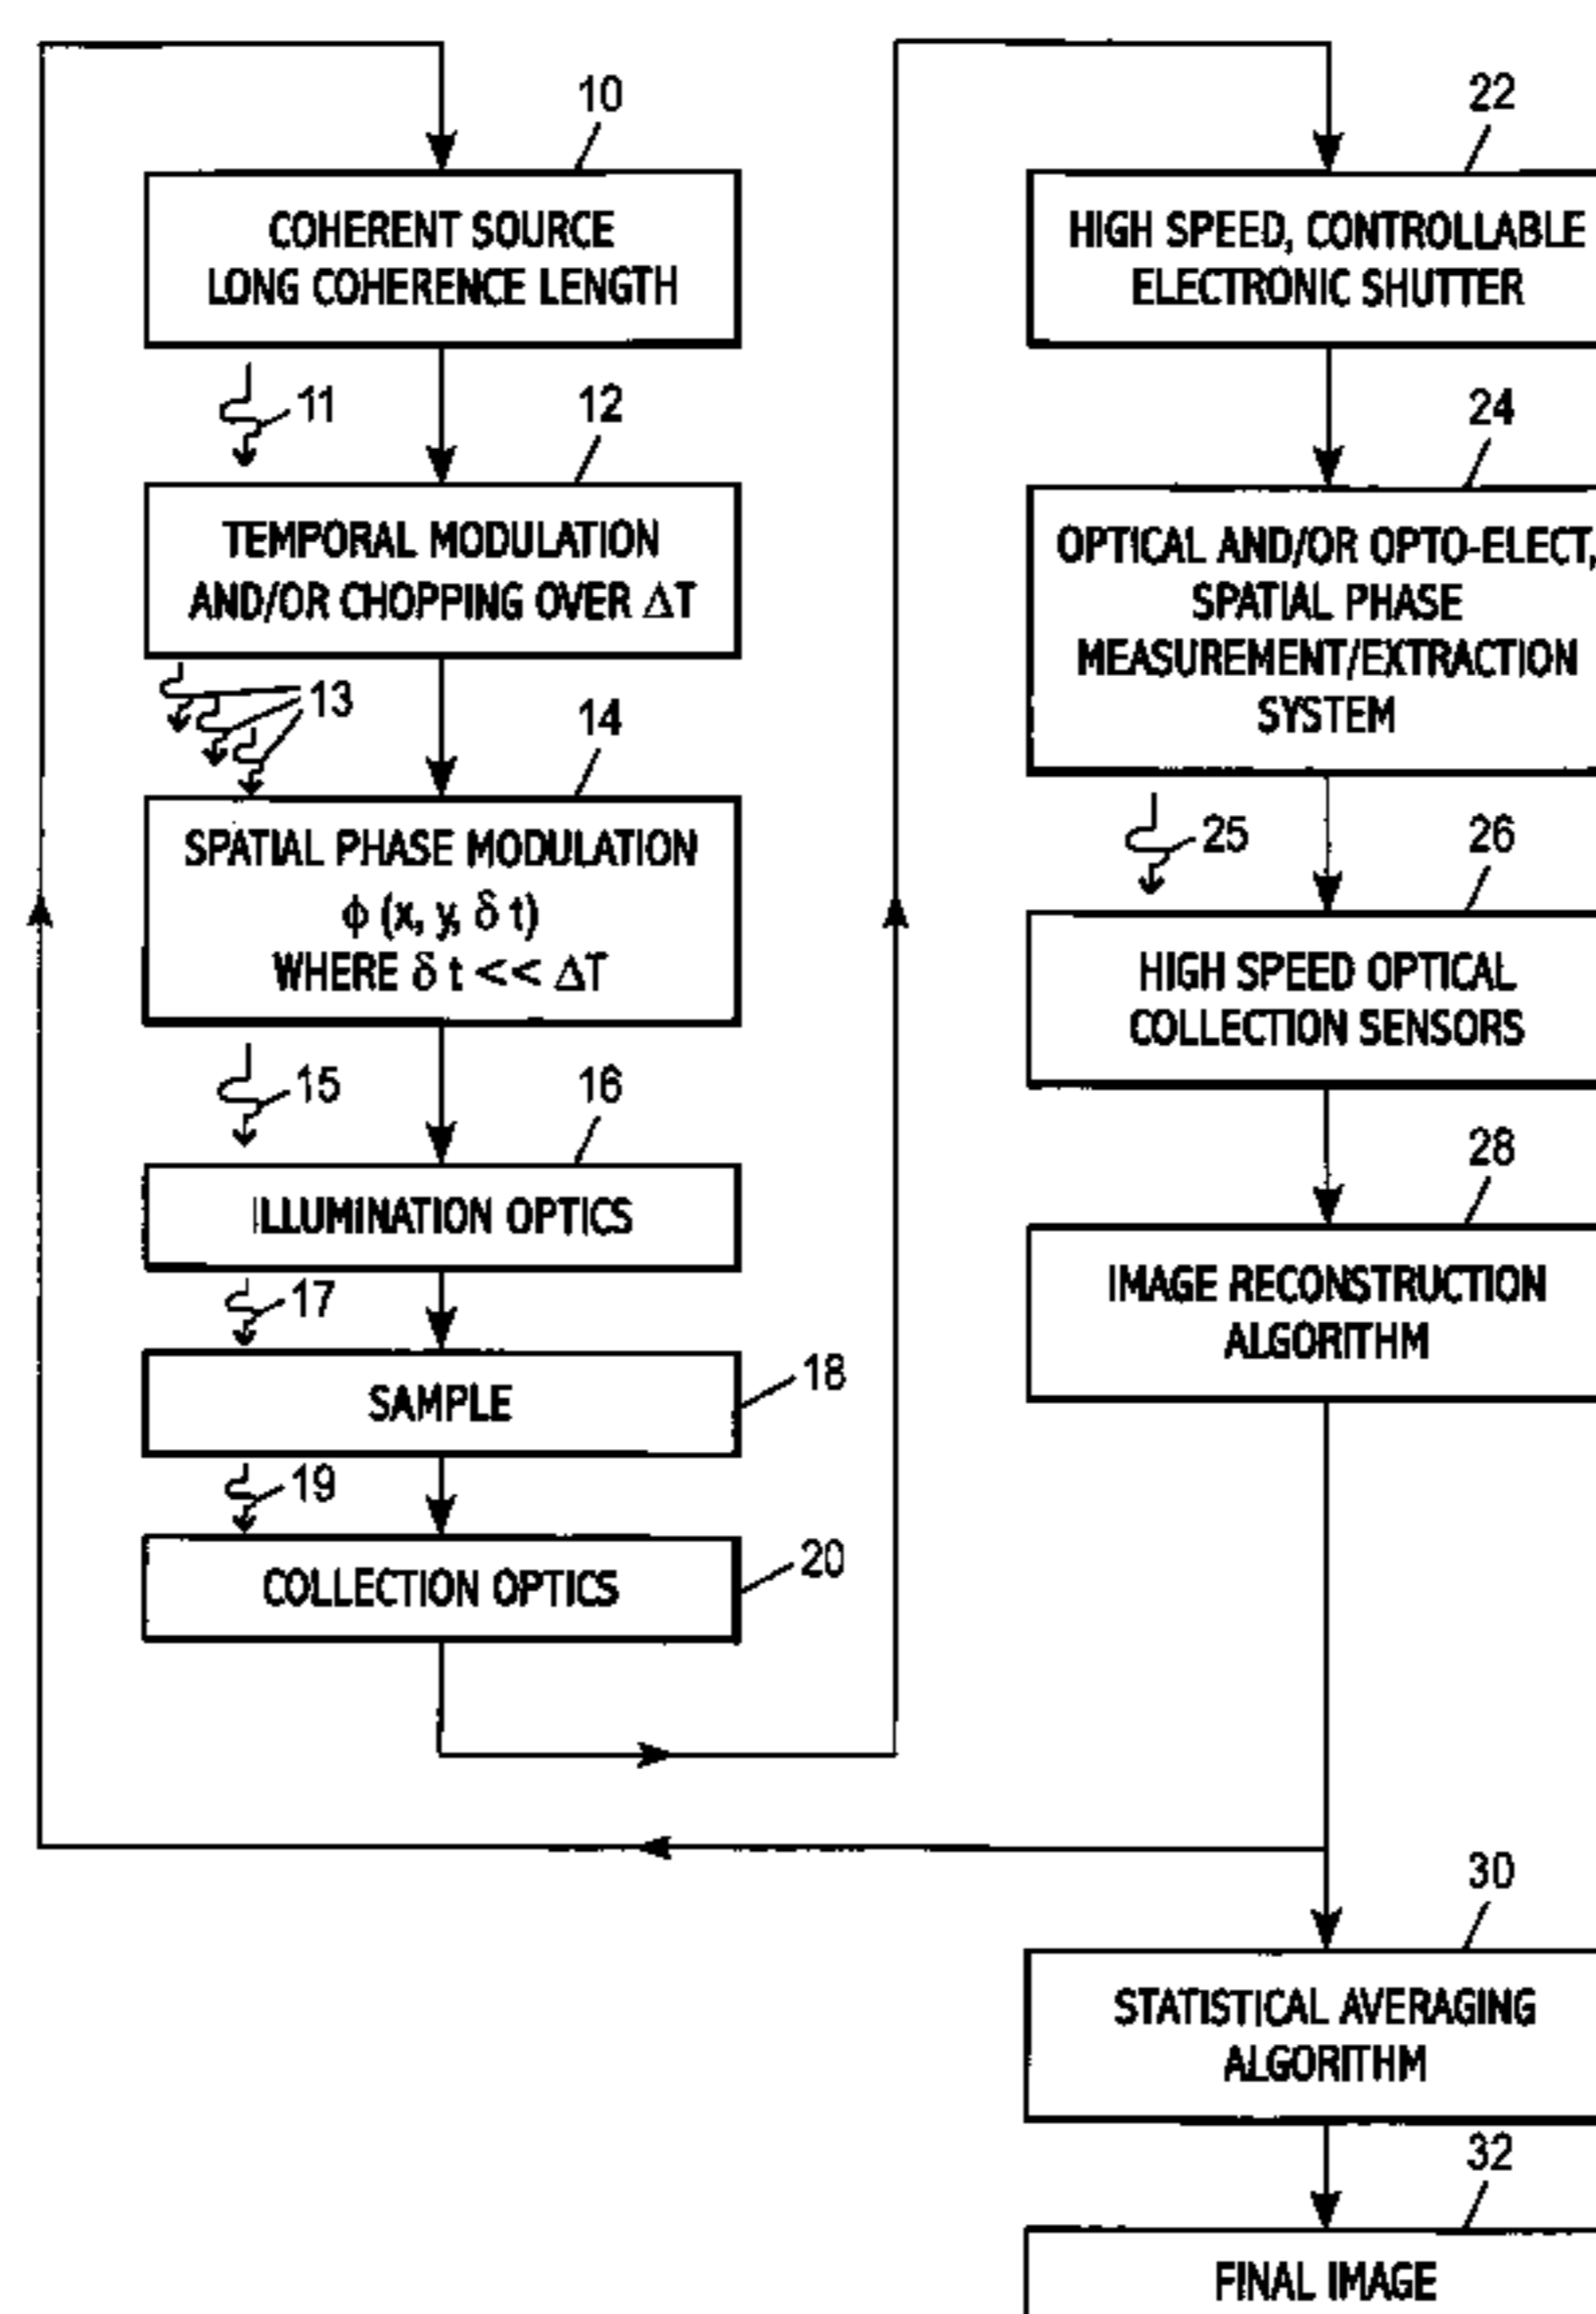 10
COHERENT SOURCE
LONG COHERENCE LENGTH
11
12
TEMPORAL MODULATION
AND/OR CHOPPING OVER ΔT
13
14
SPATIAL PHASE MODULATION
ϕ (x, y, δ t)
WHERE δ t << ΔT
15
16
ILLUMINATION OPTICS
17
SAMPLE
18
19
COLLECTION OPTICS
20
22
HIGH SPEED, CONTROLLABLE
ELECTRONIC SHUTTER
24
OPTICAL AND/OR OPTO-ELECT,
SPATIAL PHASE
MEASUREMENT/EXTRACTION
SYSTEM
25
26
HIGH SPEED OPTICAL
COLLECTION SENSORS
28
IMAGE RECONSTRUCTION
ALGORITHM
30
STATISTICAL AVERAGING
ALGORITHM
32
FINAL IMAGE